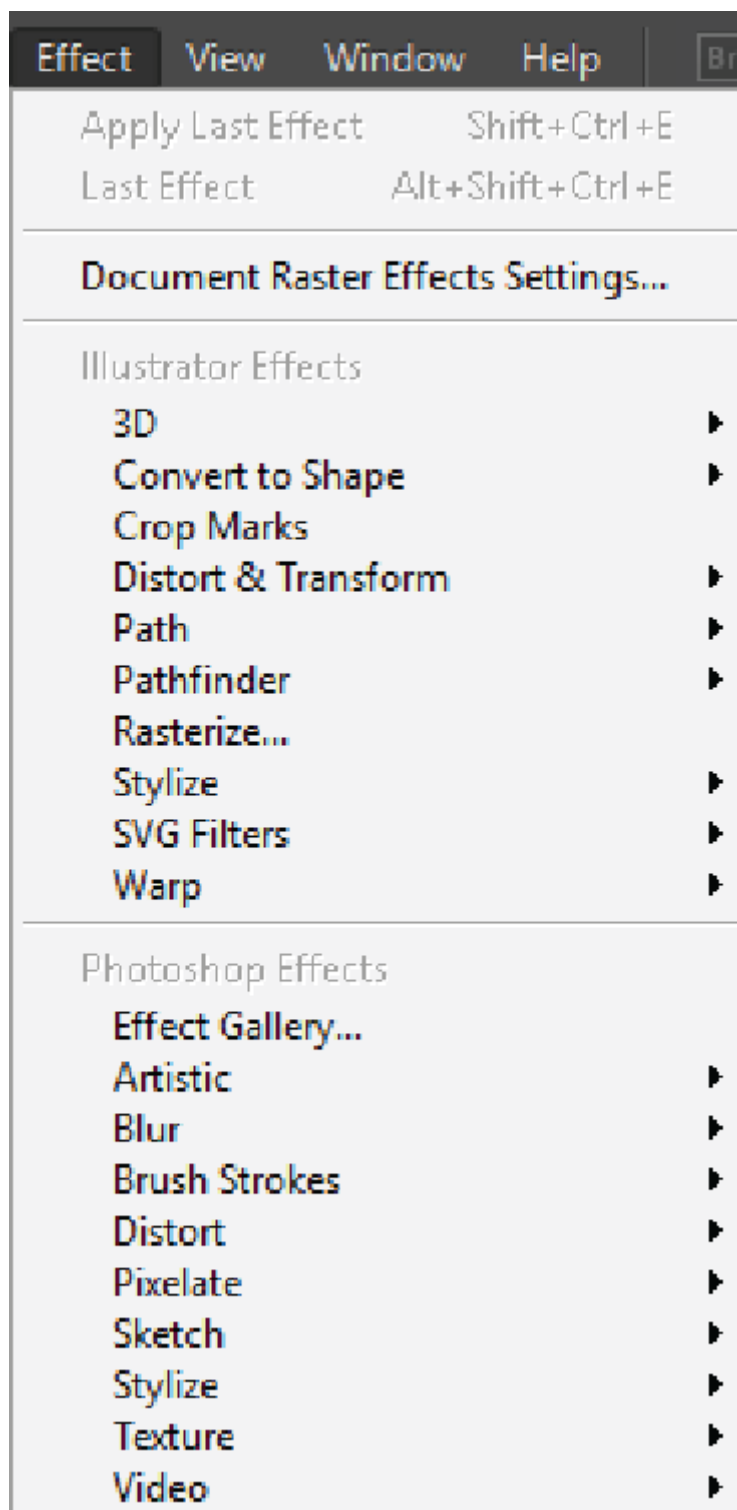 Effect View Window Help Br
Apply Last Effect Shift+Ctrl+E
Last Effect Alt+Shift+Ctrl+E
Document Raster Effects Settings...
Illustrator Effects
3D
Convert to Shape
Crop Marks
Distort & Transform
Path
Pathfinder
Rasterize...
Stylize
SVG Filters
Warp
Photoshop Effects
Effect Gallery...
Artistic
Blur
Brush Strokes
Distort
Pixelate
Sketch
Stylize
Texture
Video